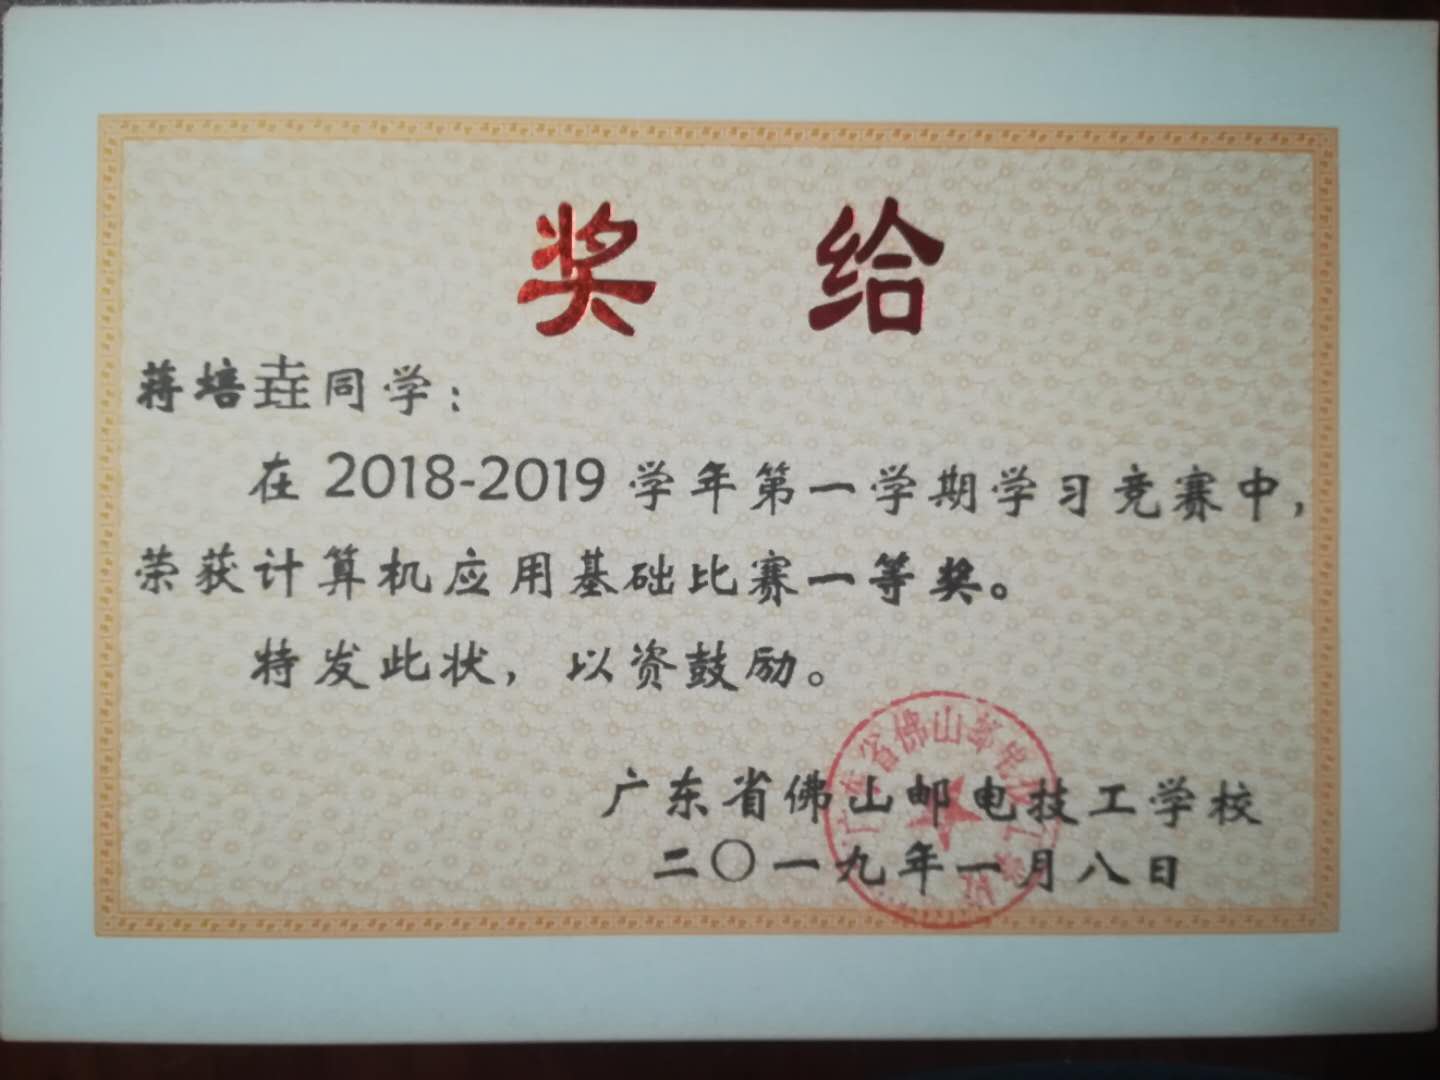 奖 给
蒋培垚同学：
在 2018-2019 学年第一学期学习竞赛中，
荣获计算机应用基础比赛一等奖。
特发此状，以资鼓励。
广东省佛山邮电技工学校
二〇一九年一月八日
广东省佛山邮电技工学校